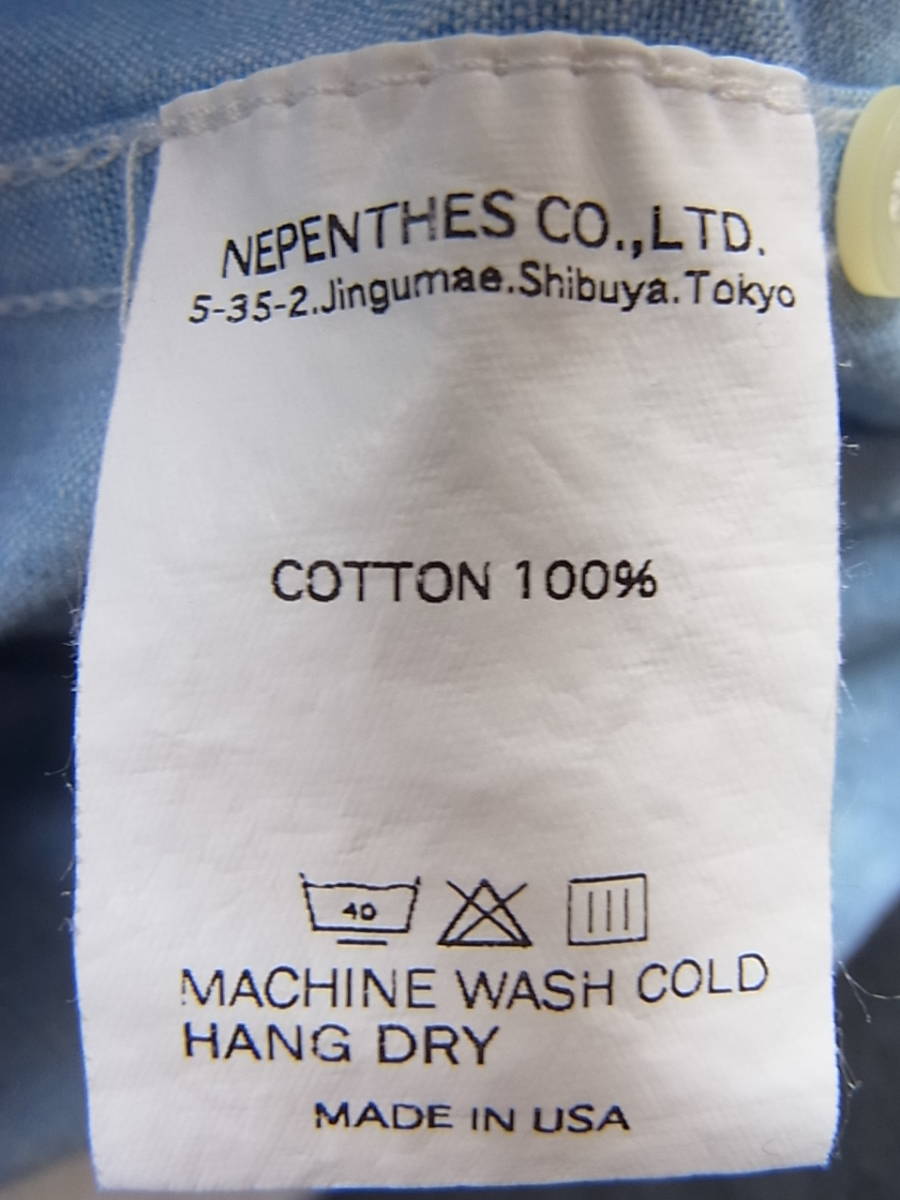 NEPENTHES CO.,LTD.
5-35-2.Jingumae.Shibuya.Tokyo
COTTON 100%
40
MACHINE WASH COLD
HANG DRY
MADE IN USA